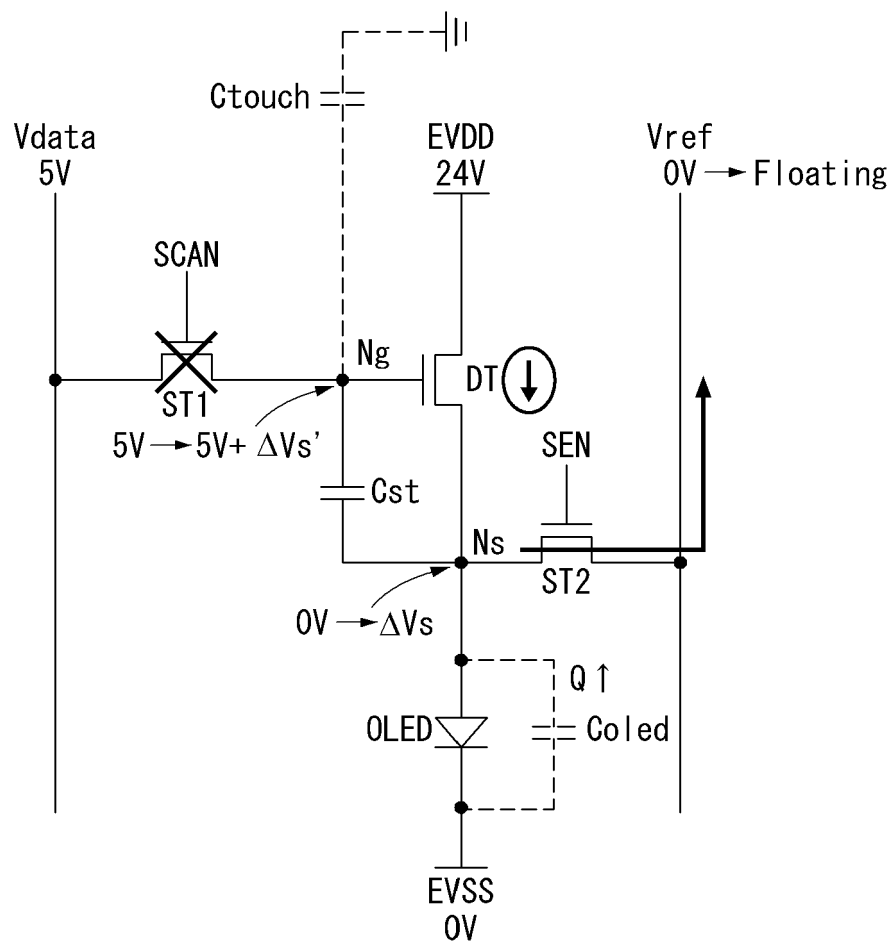 Ctouch
Vdata
5V
EVDD
24V
Vref
0V → Floating
SCAN
Ng
DT
ST1
5V → 5V+ ΔVs'
SEN
Cst
Ns
ST2
0V → ΔVs
Q ↑
OLED
Coled
EVSS
0V